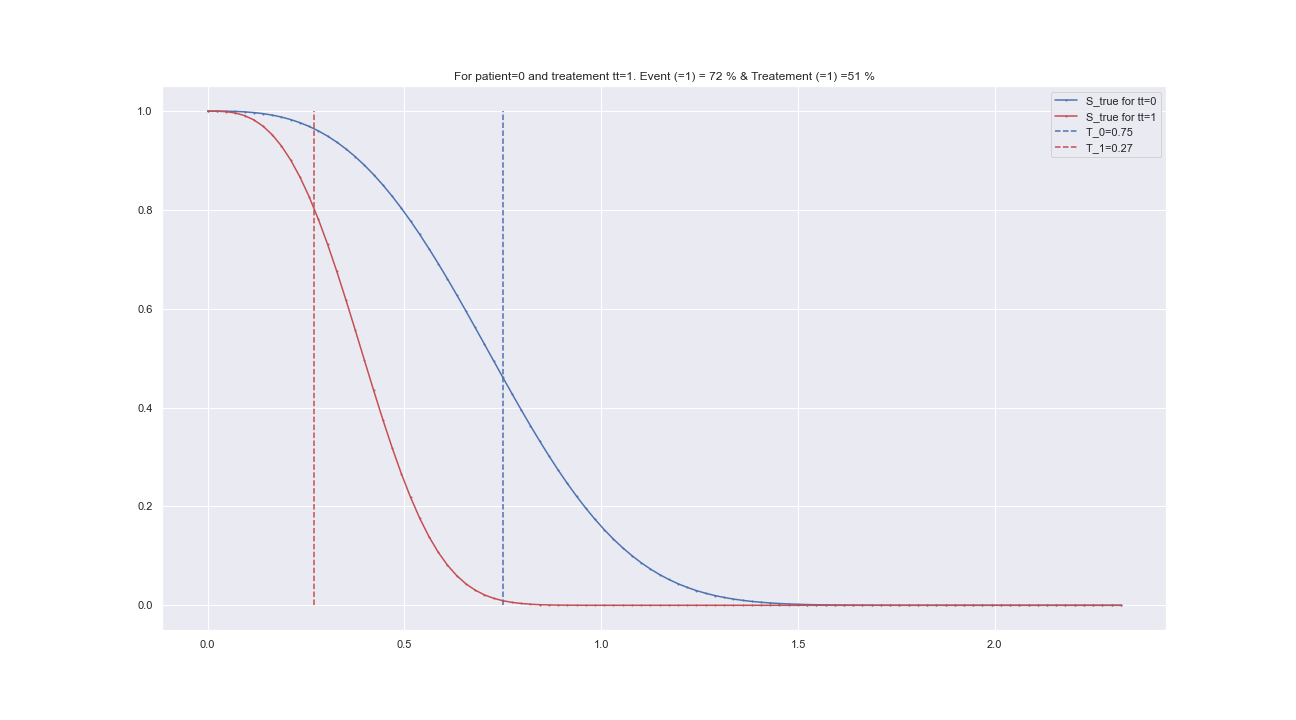 For patient=0 and treatement tt=1. Event (=1) = 72 % & Treatement (=1) =51 %
S_true for tt=0
S_true for tt=1
T_0=0.75
T_1=0.27
1.0
0.8
0.6
0.4
0.2
0.0
0.0 0.5 1.0 1.5 2.0